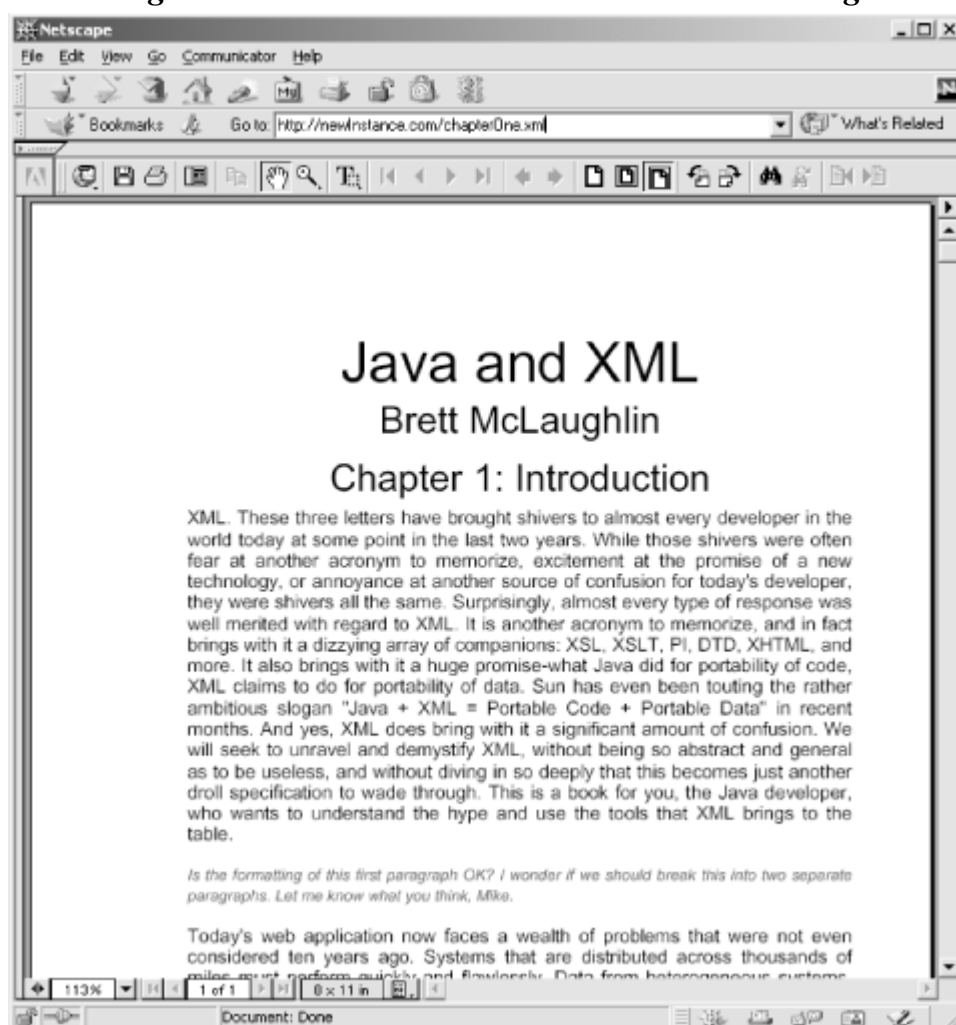 Netscape
File Edit View Go Communicator Help
My
N
Bookmarks Go to: http://newInstance.com/chapterOne.xml What's Related
Java and XML
Brett McLaughlin
Chapter 1: Introduction
XML. These three letters have brought shivers to almost every developer in the
world today at some point in the last two years. While those shivers were often
fear at another acronym to memorize, excitement at the promise of a new
technology, or annoyance at another source of confusion for today's developer,
they were shivers all the same. Surprisingly, almost every type of response was
well merited with regard to XML. It is another acronym to memorize, and in fact
brings with it a dizzying array of companions: XSL, XSLT, PI, DTD, XHTML, and
more. It also brings with it a huge promise-what Java did for portability of code,
XML claims to do for portability of data. Sun has even been touting the rather
ambitious slogan "Java + XML = Portable Code + Portable Data" in recent
months. And yes, XML does bring with it a significant amount of confusion. We
will seek to unravel and demystify XML, without being so abstract and general
as to be useless, and without diving in so deeply that this becomes just another
droll specification to wade through. This is a book for you, the Java developer,
who wants to understand the hype and use the tools that XML brings to the
table.
Is the formatting of this first paragraph OK? I wonder if we should break this into two separate
paragraphs. Let me know what you think, Mike.
Today's web application now faces a wealth of problems that were not even
considered ten years ago. Systems that are distributed across thousands of
miles must perform quickly and flawlessly. Data from heterogeneous systems,
113% 1 of 1 8 x 11 in
Document: Done